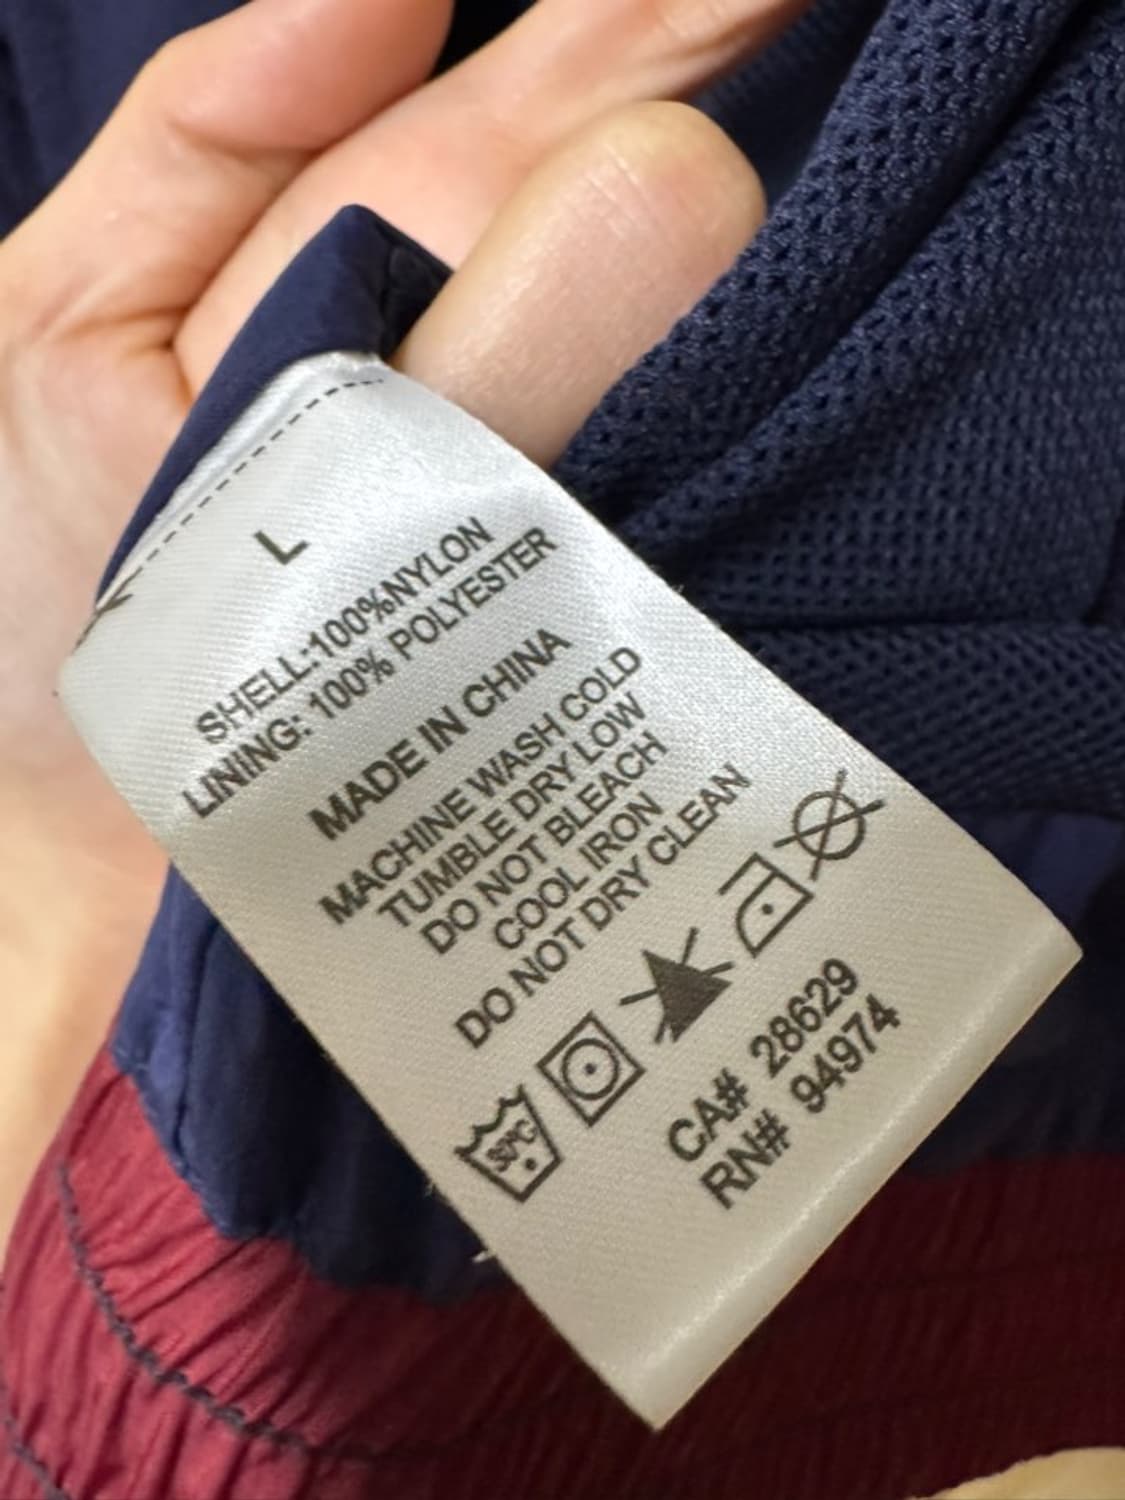 L
SHELL:100%NYLON
LINING: 100% POLYESTER
MADE IN CHINA
MACHINE WASH COLD
TUMBLE DRY LOW
DO NOT BLEACH
COOL IRON
DO NOT DRY CLEAN
30°C
CA# 28629
RN# 94974